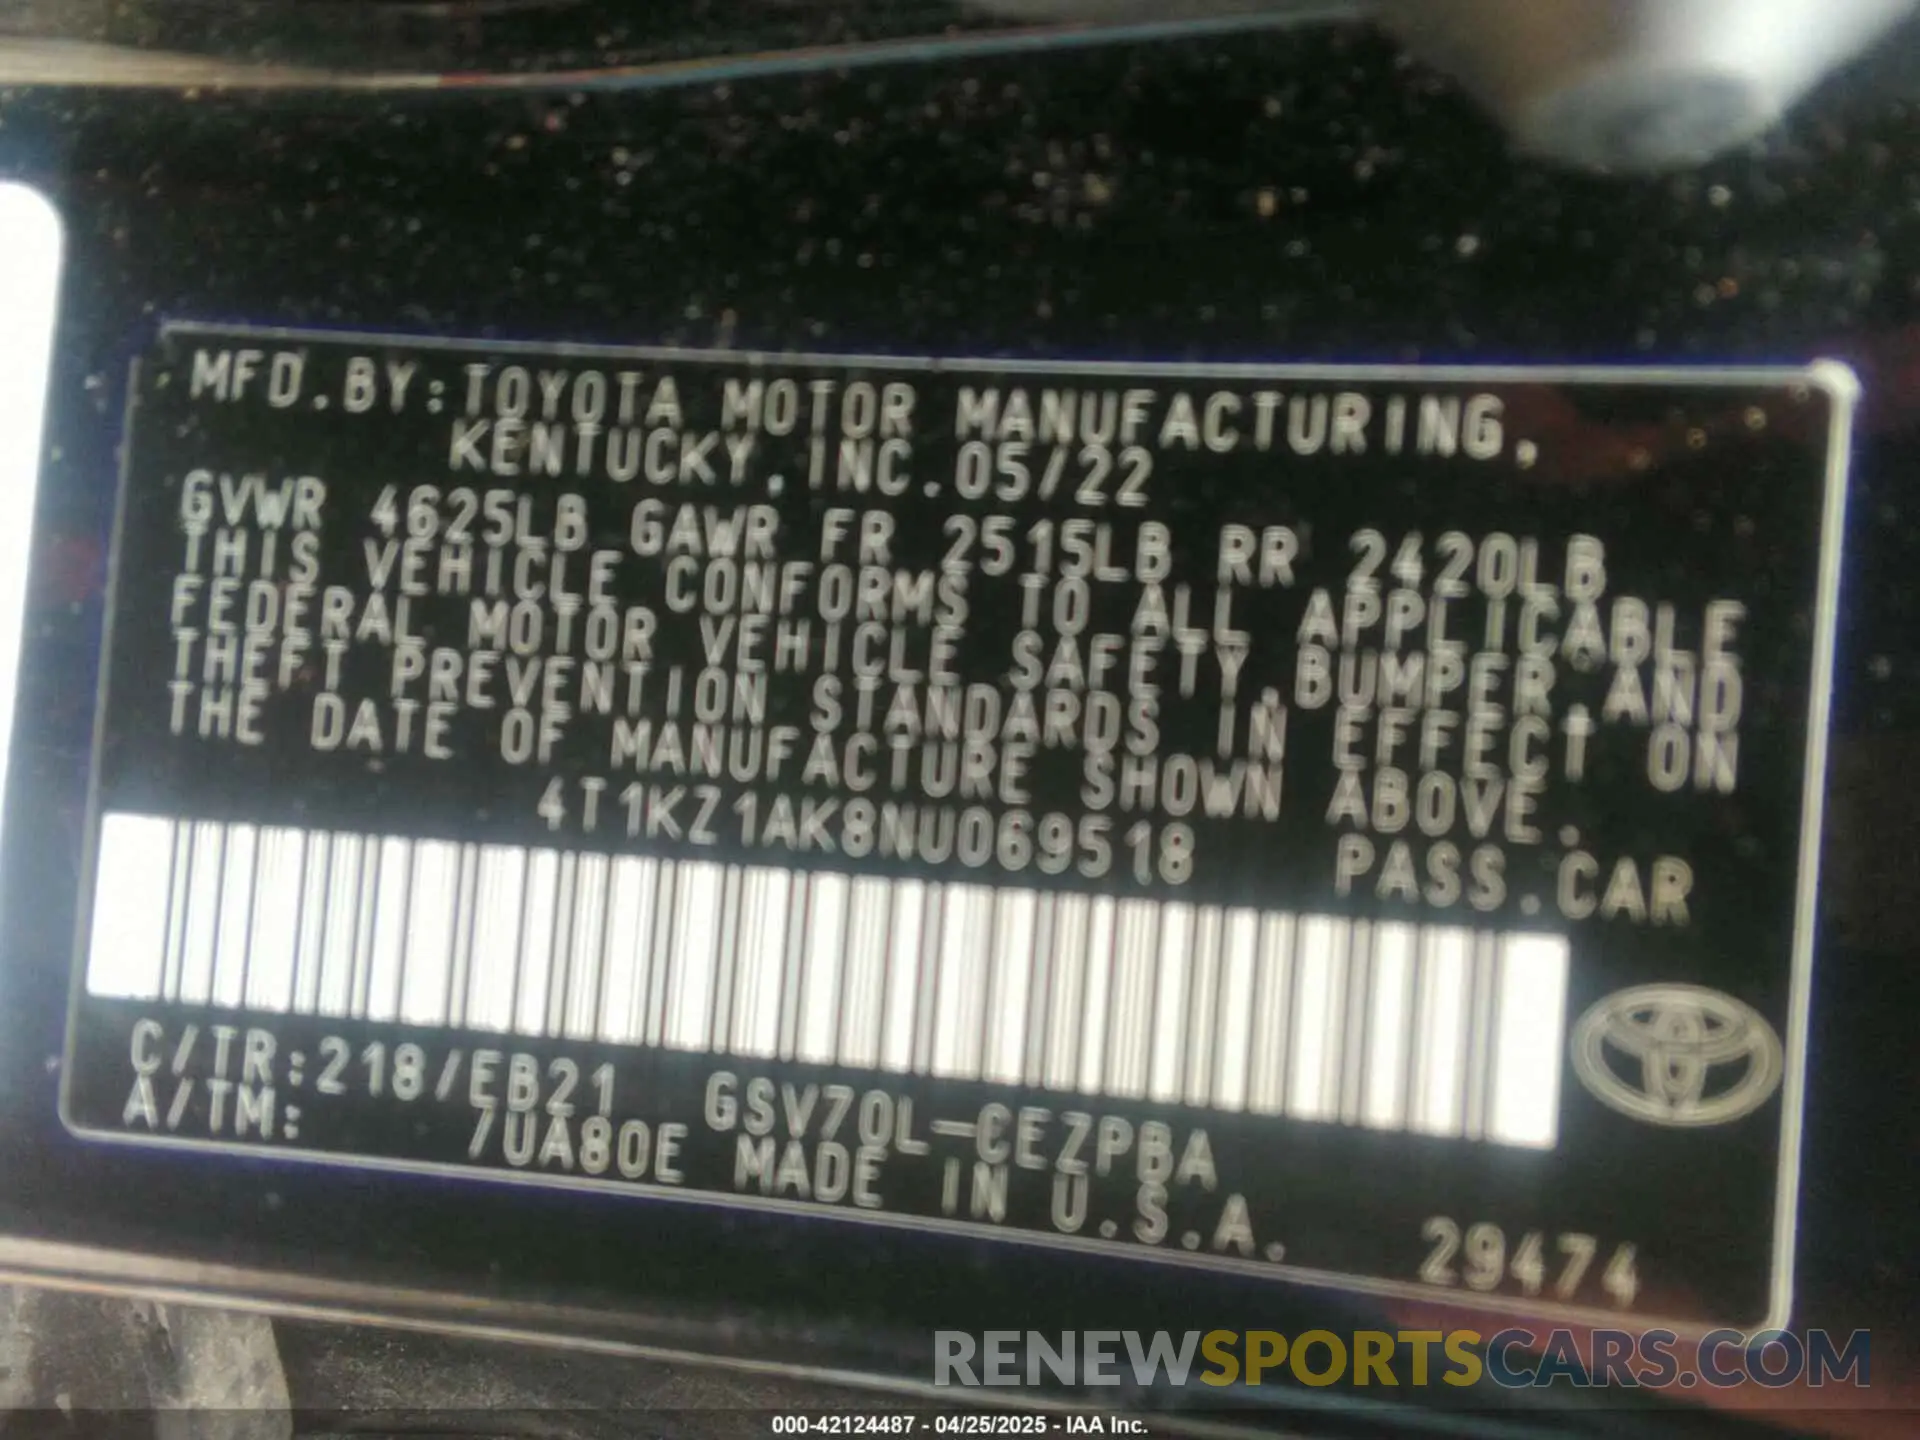 MFD.BY:TOYOTA MOTOR MANUFACTURING,
KENTUCKY,INC.05/22
GVWR 4625LB GAWR FR 2515LB RR 2420LB
THIS VEHICLE CONFORMS TO ALL APPLICABLE
FEDERAL MOTOR VEHICLE SAFETY,BUMPER,AND
THEFT PREVENTION STANDARDS IN EFFECT ON
THE DATE OF MANUFACTURE SHOWN ABOVE.
4T1KZ1AK8NU069518 PASS.CAR
C/TR:218/EB21 GSV70L-CEZPBA
A/TM: 7UA80E MADE IN U.S.A.
29474
RENEWSPORTSCARS.COM
000-42124487 - 04/25/2025 - IAA Inc.